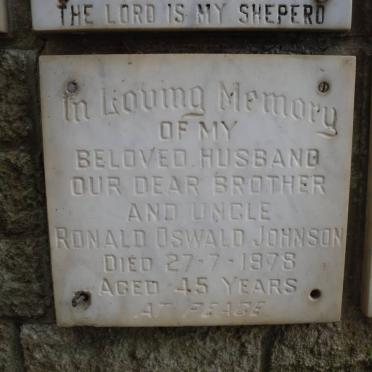 THE LORD IS MY SHEPERD
In Loving Memory
OF MY
BELOVED HUSBAND
OUR DEAR BROTHER
AND UNCLE
RONALD OSWALD JOHNSON
DIED 27-7-1978
AGED 45 YEARS
AT PEACE